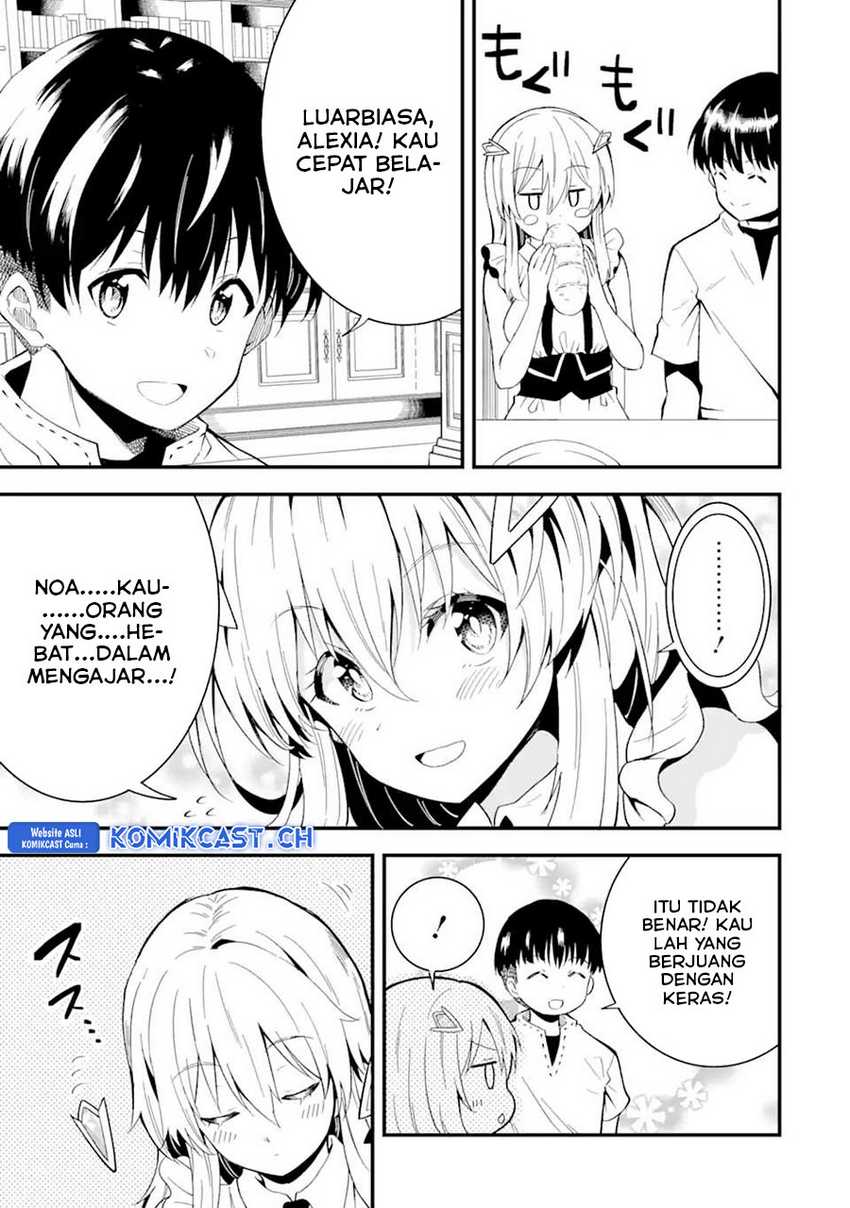 もぐ
もぐ
LUARBIASA,
ALEXIA! KAU
CEPAT BELA-
JAR!
........!
NOA.....KAU-
......ORANG
YANG....HE-
BAT...DALAM
MENGAJAR...!
Website ASLI
KOMIKCAST Cuma :
KOMIKCAST.CH
ITU TIDAK
BENAR! KAU
LAH YANG
BERJUANG
DENGAN
KERAS!
!
スス...